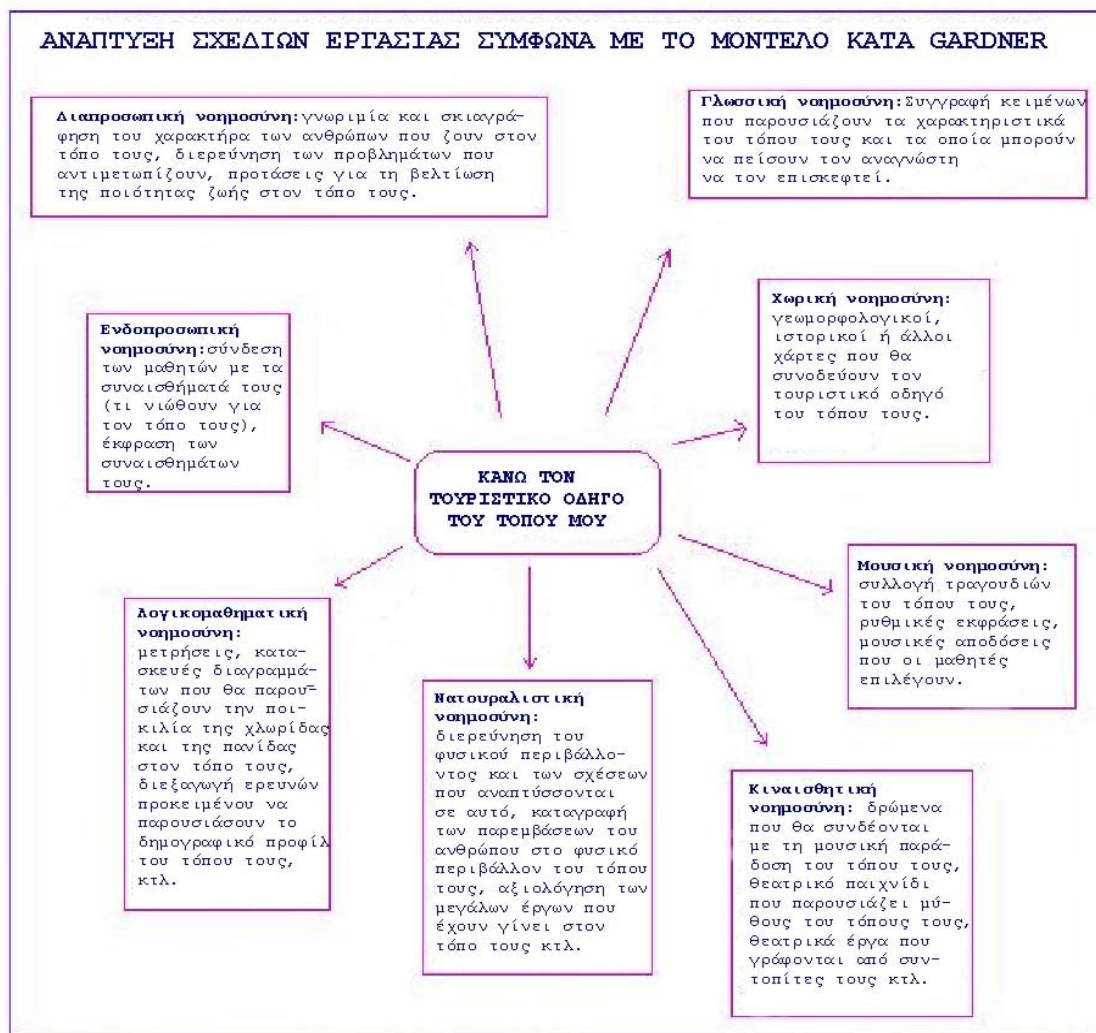 ΑΝΑΠΤΥΞΗ ΣΧΕΔΙΩΝ ΕΡΓΑΣΙΑΣ ΣΥΜΦΩΝΑ ΜΕ ΤΟ ΜΟΝΤΕΛΟ ΚΑΤΑ GARDNER
Διαπροσωπική νοημοσύνη:γνωριμία και σκιαγρά-
φηση του χαρακτήρα των ανθρώπων που ζουν στον
τόπο τους, διερεύνηση των προβλημάτων που
αντιμετωπίζουν, προτάσεις για τη βελτίωση
της ποιότητας ζωής στον τόπο τους.
Γλωσσική νοημοσύνη:Συγγραφή κειμένων
που παρουσιάζουν τα χαρακτηριστικά
του τόπου τους και τα οποία μπορούν
να πείσουν τον αναγνώστη
να τον επισκεφτεί.
Ενδοπροσωπική
νοημοσύνη:σύνδεση
των μαθητών με τα
συναισθήματά τους
(τι νιώθουν για
τον τόπο τους),
έκφραση των
συναισθημάτων
τους.
Χωρική νοημοσύνη:
γεωμορφολογικοί,
ιστορικοί ή άλλοι
χάρτες που θα
συνοδεύουν τον
τουριστικό οδηγό
του τόπου τους.
ΚΑΝΩ ΤΟΝ
ΤΟΥΡΙΣΤΙΚΟ ΟΔΗΓΟ
ΤΟΥ ΤΟΠΟΥ ΜΟΥ
Λογικομαθηματική
νοημοσύνη:
μετρήσεις, κατα-
σκευές διαγραμμά-
των που θα παρου-
σιάζουν την ποι-
κιλία της χλωρίδας
και της πανίδας
στον τόπο τους,
διεξαγωγή ερευνών
προκειμένου να
παρουσιάσουν το
δημογραφικό προφίλ
του τόπου τους,
κτλ.
Νατουραλιστική
νοημοσύνη:
διερεύνηση του
φυσικού περιβάλλο-
ντος και των σχέσεων
που αναπτύσσονται
σε αυτό, καταγραφή
των παρεμβάσεων του
ανθρώπου στο φυσικό
περιβάλλον του τόπου
τους, αξιολόγηση των
μεγάλων έργων που
έχουν γίνει στον
τόπο τους κτλ.
Μουσική νοημοσύνη:
συλλογή τραγουδιών
του τόπου τους,
ρυθμικές εκφράσεις,
μουσικές αποδόσεις
που οι μαθητές
επιλέγουν.
Κιναισθητική
νοημοσύνη: δρώμενα
που θα συνδέονται
με τη μουσική παρά-
δοση του τόπου τους,
θεατρικό παιχνίδι
που παρουσιάζει μύ-
θους του τόπους τους,
θεατρικά έργα που
γράφονται από συν-
τοπίτες τους κτλ.